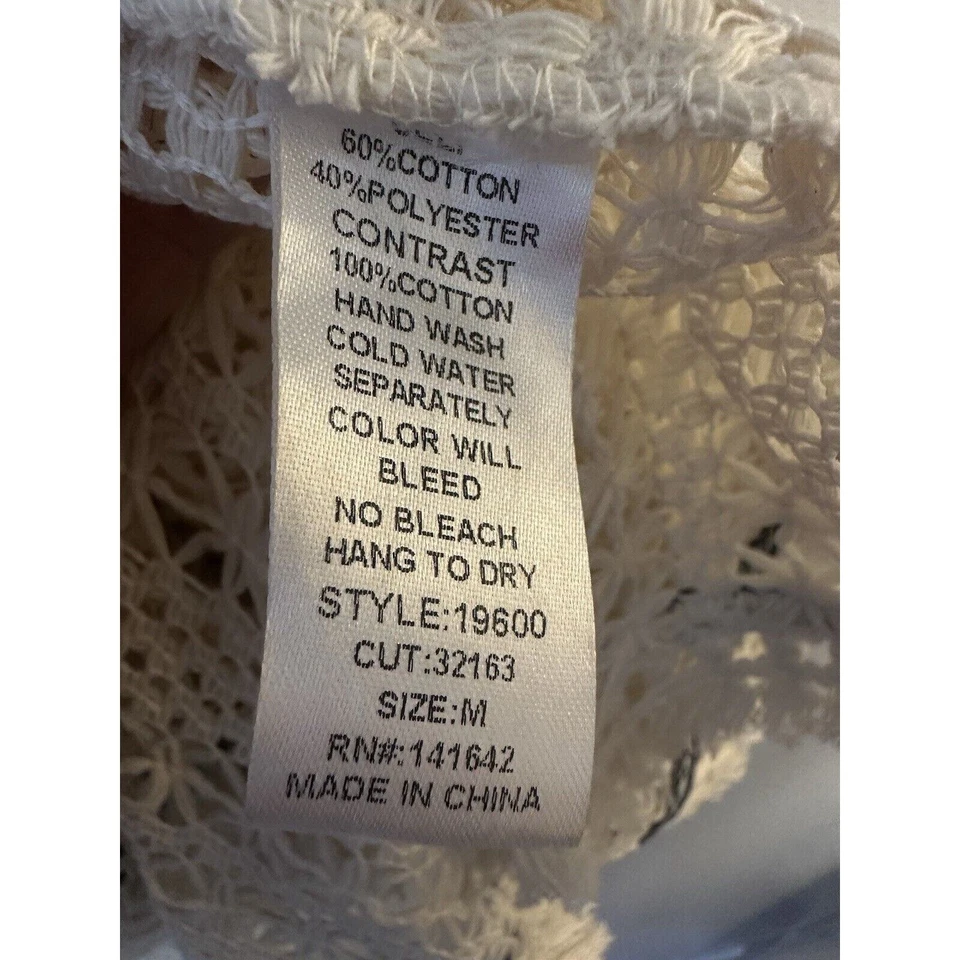 60%COTTON
40%POLYESTER
CONTRAST
100%COTTON
HAND WASH
COLD WATER
SEPARATELY
COLOR WILL
BLEED
NO BLEACH
HANG TO DRY
STYLE:19600
CUT:32163
SIZE:M
RN#:141642
MADE IN CHINA